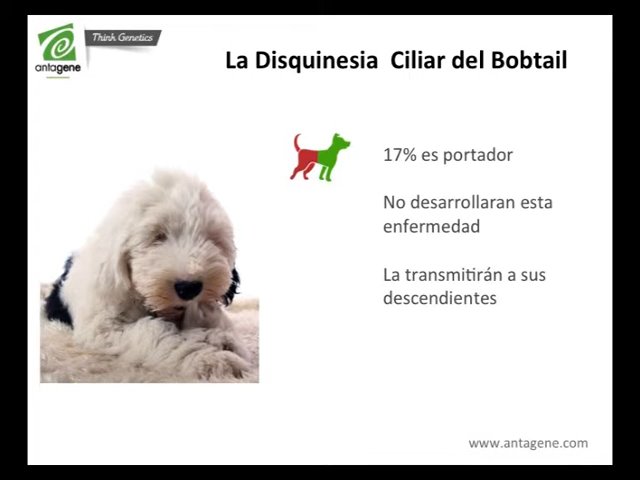 antagene
Think Genetics
La Disquinesia Ciliar del Bobtail
17% es portador
No desarrollaran esta
enfermedad
La transmitirán a sus
descendientes
www.antagene.com